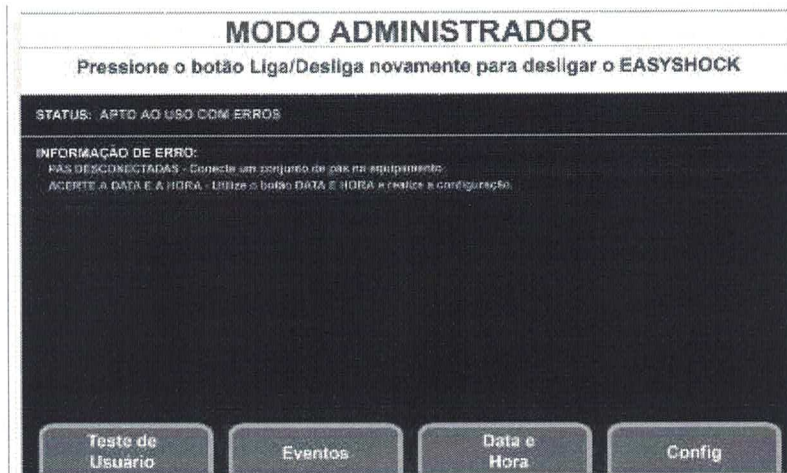 MODO ADMINISTRADOR
Pressione o botão Liga/Desliga novamente para desligar o EASYSHOCK
STATUS: APTO AO USO COM ERROS
INFORMAÇÃO DE ERRO:
PÁS DESCONECTADAS - Conecte um conjunto de pás no equipamento.
ACERTE A DATA E A HORA - Utilize o botão DATA E HORA e realize a configuração.
Teste de
Usuário
Eventos
Data e
Hora
Config